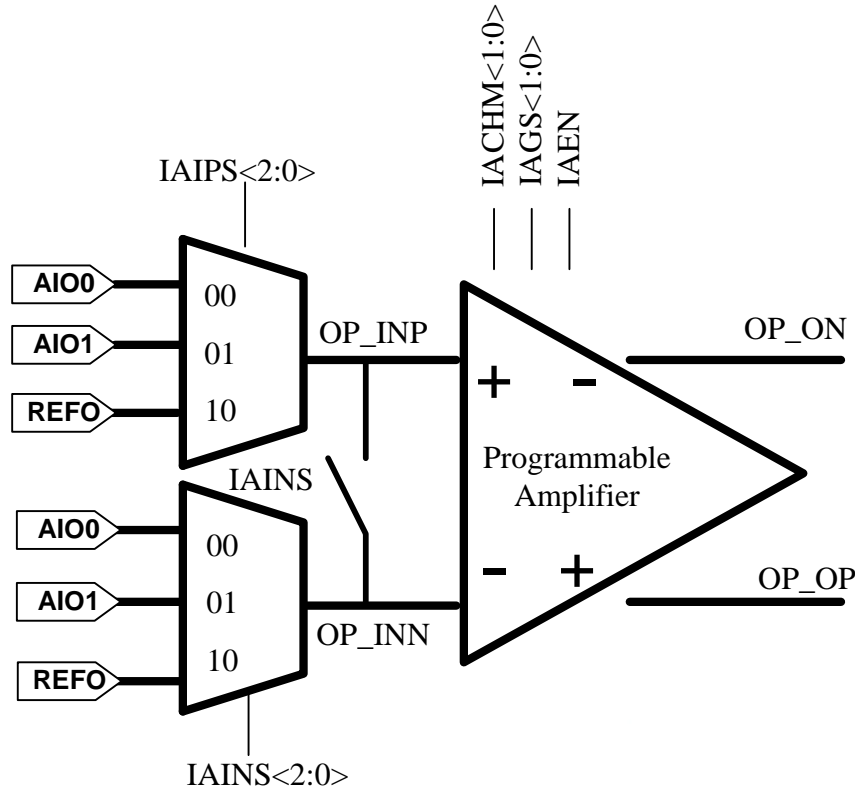 IACHM<1:0>
IAGS<1:0>
IAEN
IAIPS<2:0>
AIO0
00
AIO1
01
REFO
10
OP_INP
OP_ON
+
-
Programmable
Amplifier
IAINS
AIO0
00
AIO1
01
REFO
10
OP_INN
-
+
OP_OP
IAINS<2:0>